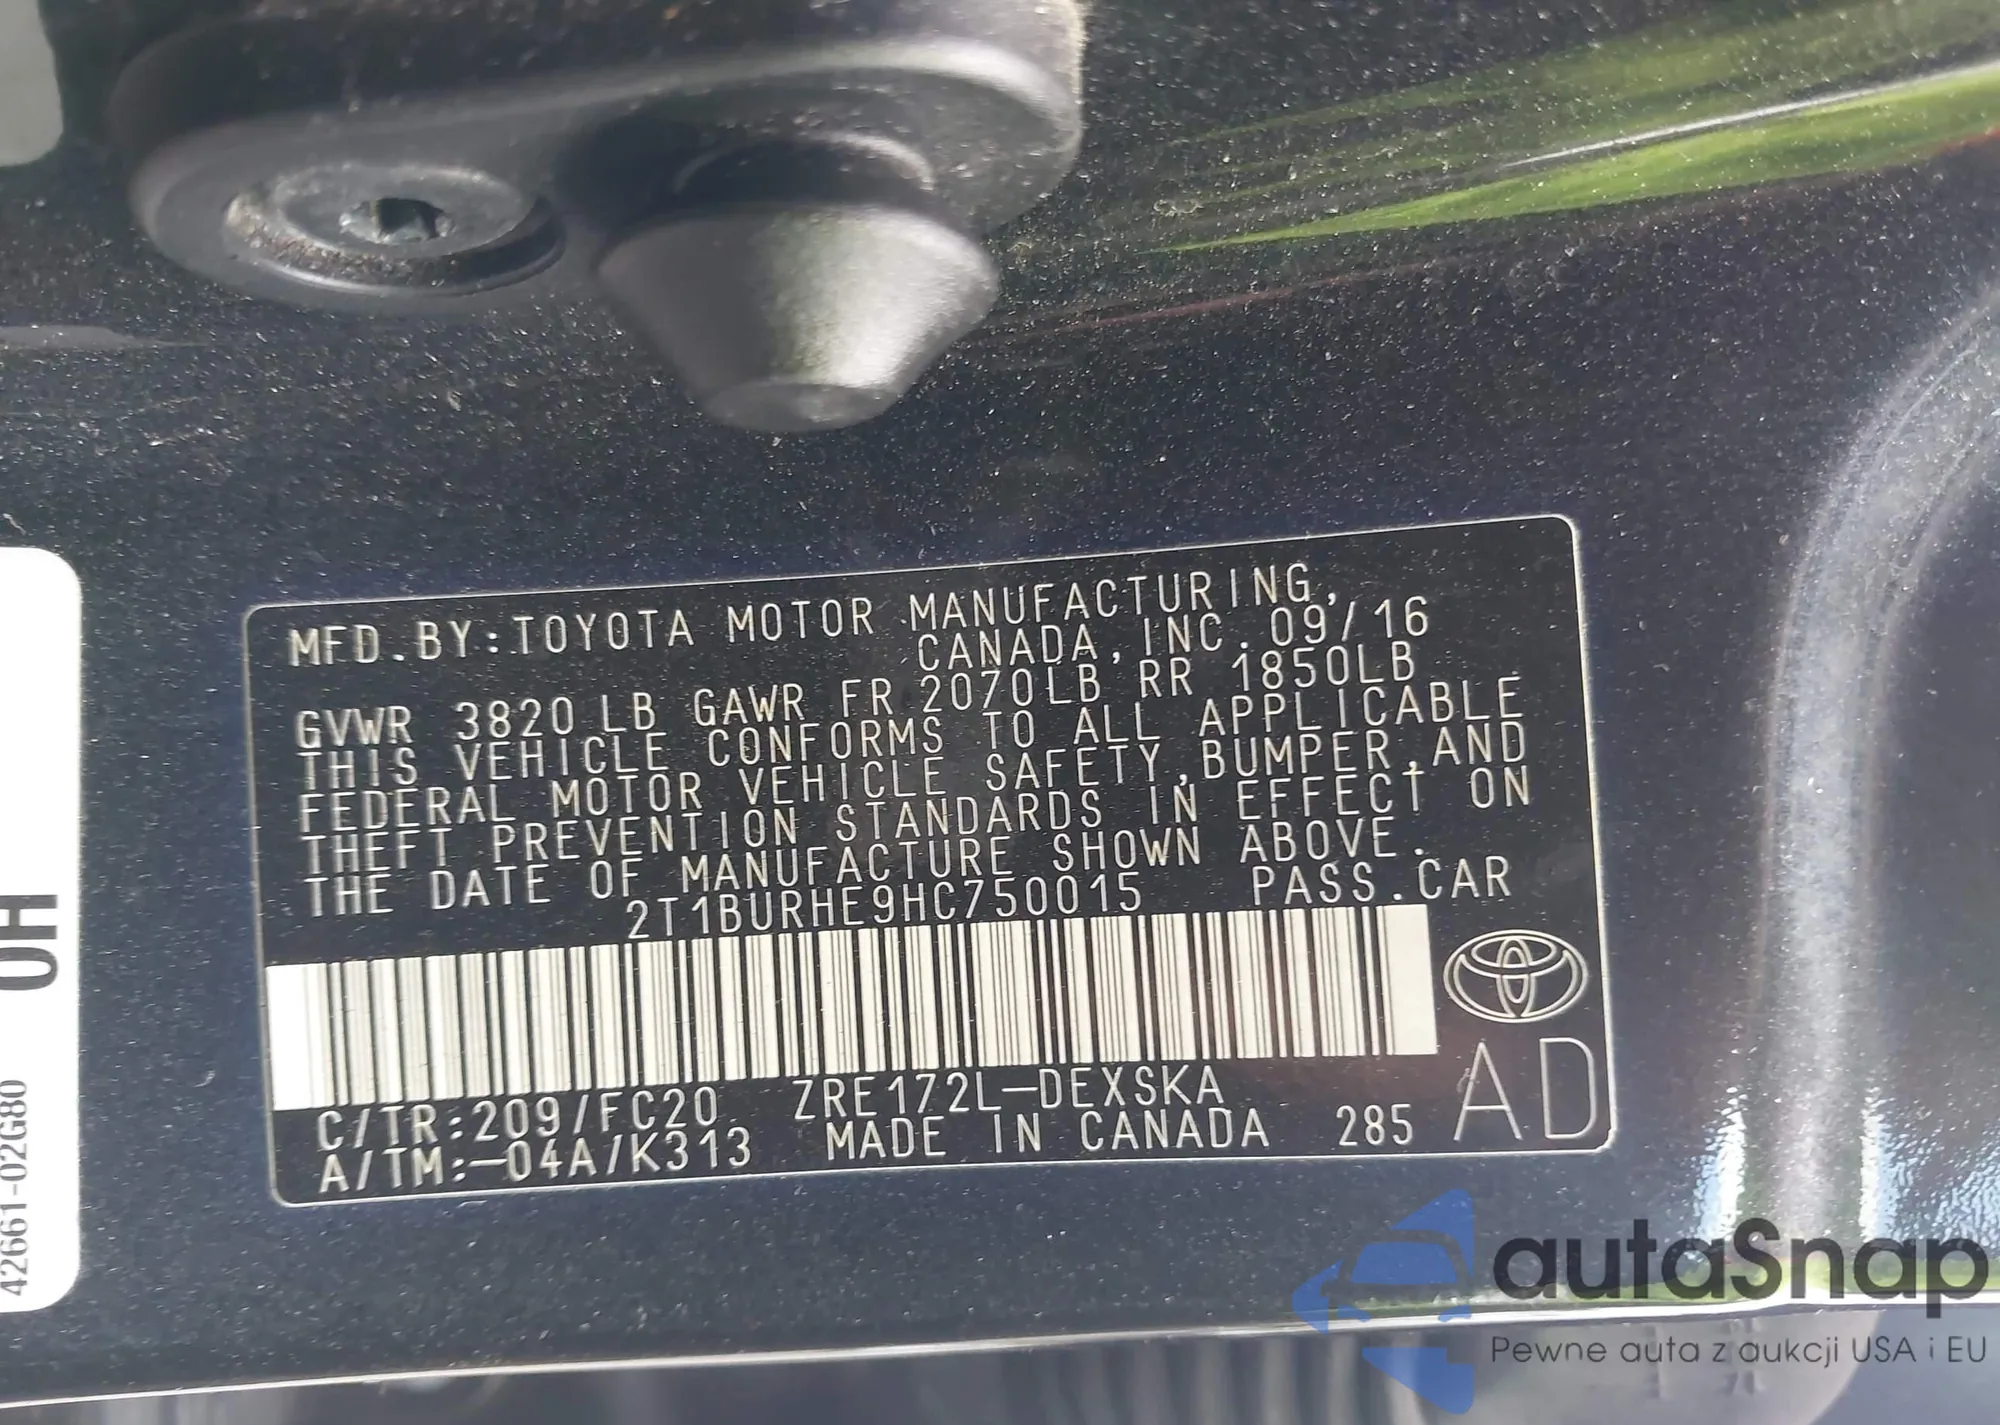 MFD.BY:TOYOTA MOTOR MANUFACTURING,
CANADA,INC.09/16
GVWR 3820LB GAWR FR 2070LB RR 1850LB
THIS VEHICLE CONFORMS TO ALL APPLICABLE
FEDERAL MOTOR VEHICLE SAFETY,BUMPER,AND
THEFT PREVENTION STANDARDS IN EFFECT ON
THE DATE OF MANUFACTURE SHOWN ABOVE.
2T1BURHE9HC750015 PASS.CAR
C/TR:209/FC20 ZRE172L-DEXSKA
A/TM:-04A/K313 MADE IN CANADA 285 AD
0H
42661-02G80
autaSnap
Pewne auta z aukcji USA i EU